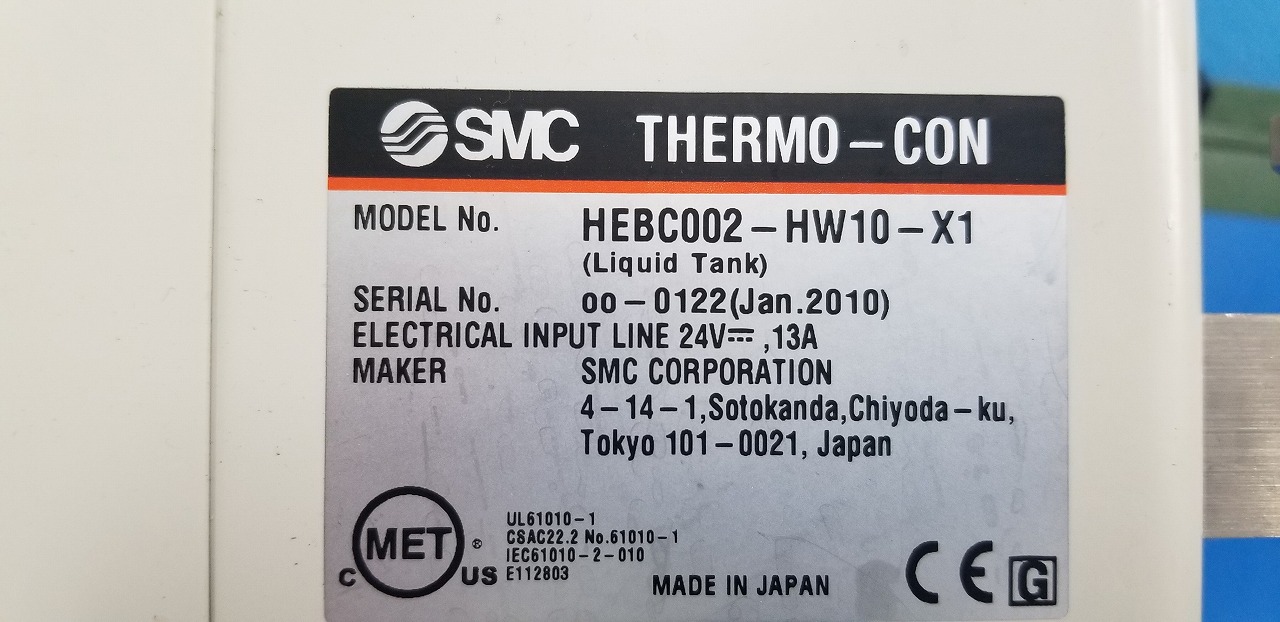 SMC THERMO-CON
MODEL No. HEBC002-HW10-X1
(Liquid Tank)
SERIAL No. oo-0122(Jan.2010)
ELECTRICAL INPUT LINE 24V⎓,13A
MAKER SMC CORPORATION
4-14-1,Sotokanda,Chiyoda-ku,
Tokyo 101-0021, Japan
UL61010-1
CSAC22.2 No.61010-1
IEC61010-2-010
E112803
C MET® US
MADE IN JAPAN
CE G